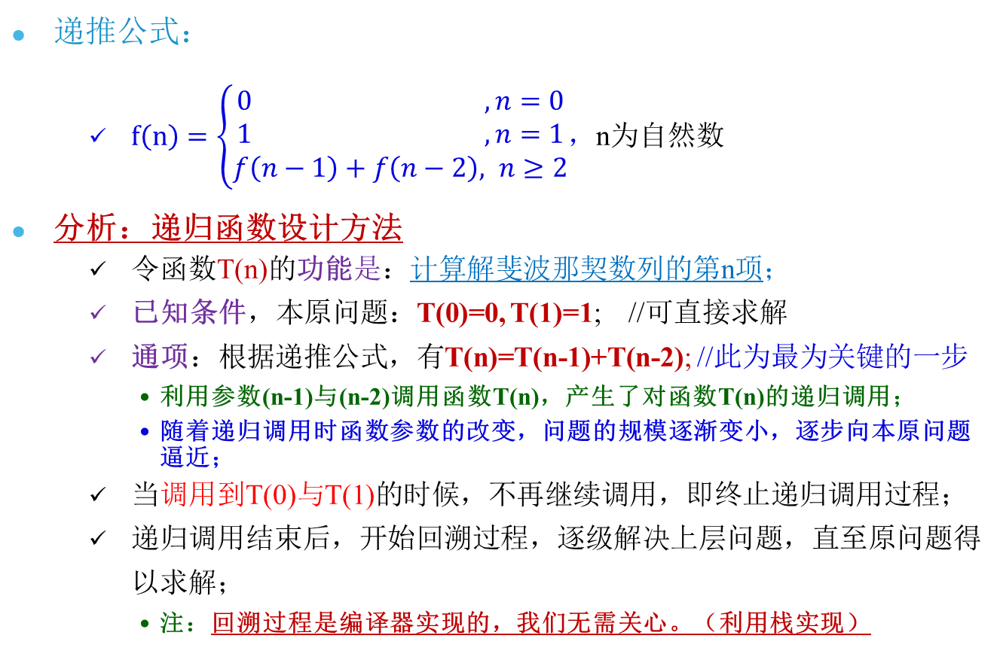 • 递推公式：
0 , n = 0
✓ f(n) = { 1 , n = 1 ，n为自然数
f(n − 1) + f(n − 2), n ≥ 2
• 分析：递归函数设计方法
✓ 令函数T(n)的功能是：计算解斐波那契数列的第n项；
✓ 已知条件，本原问题：T(0)=0, T(1)=1; //可直接求解
✓ 通项：根据递推公式，有T(n)=T(n-1)+T(n-2); //此为最为关键的一步
• 利用参数(n-1)与(n-2)调用函数T(n)，产生了对函数T(n)的递归调用；
• 随着递归调用时函数参数的改变，问题的规模逐渐变小，逐步向本原问题
逼近；
✓ 当调用到T(0)与T(1)的时候，不再继续调用，即终止递归调用过程；
✓ 递归调用结束后，开始回溯过程，逐级解决上层问题，直至原问题得
以求解；
• 注：回溯过程是编译器实现的，我们无需关心。（利用栈实现）